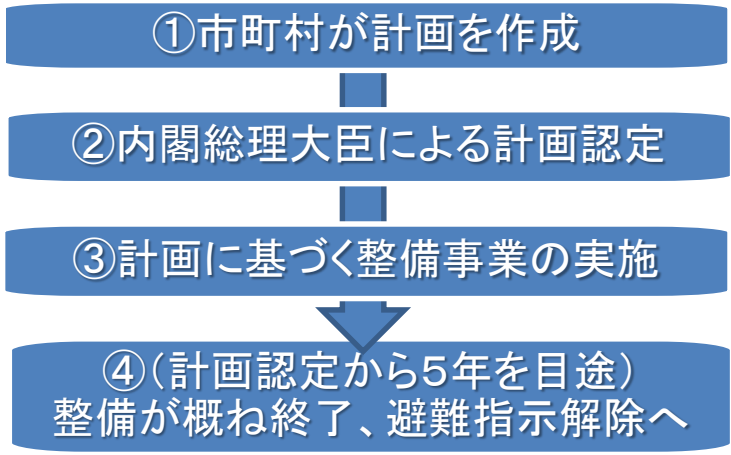 ①市町村が計画を作成
②内閣総理大臣による計画認定
③計画に基づく整備事業の実施
④(計画認定から5年を目途)
整備が概ね終了、避難指示解除へ